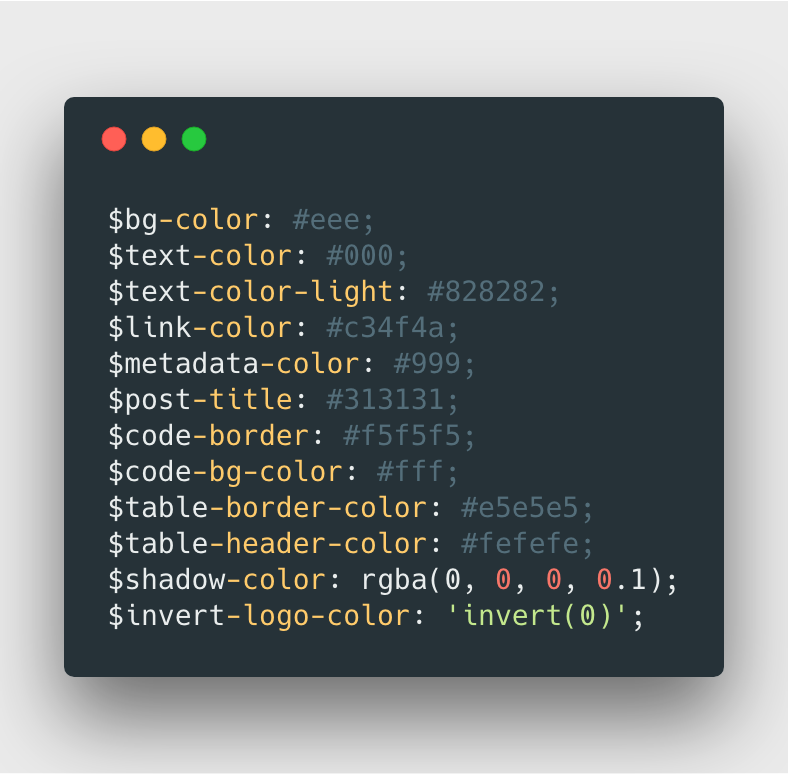 $bg-color: #eee;
$text-color: #000;
$text-color-light: #828282;
$link-color: #c34f4a;
$metadata-color: #999;
$post-title: #313131;
$code-border: #f5f5f5;
$code-bg-color: #fff;
$table-border-color: #e5e5e5;
$table-header-color: #fefefe;
$shadow-color: rgba(0, 0, 0, 0.1);
$invert-logo-color: 'invert(0)';